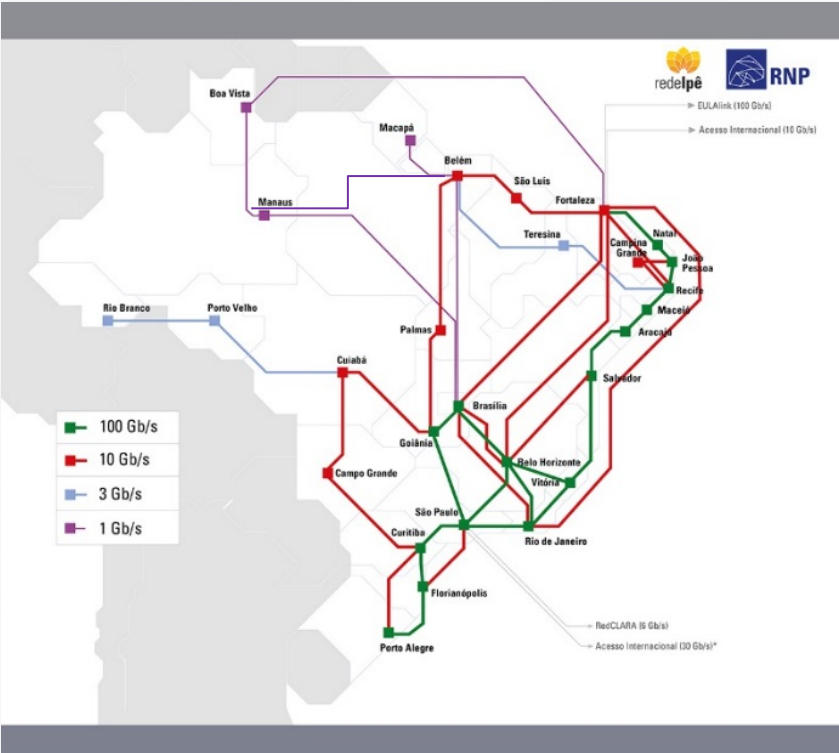 redeIpê
RNP
EULAlink (100 Gb/s)
Acesso Internacional (10 Gb/s)
Boa Vista
Macapá
Belém
São Luís
Manaus
Fortaleza
Teresina
Natal
Campina
Grande
João
Pessoa
Recife
Rio Branco
Porto Velho
Maceió
Palmas
Aracajú
Cuiabá
Salvador
Brasília
100 Gb/s
Goiânia
10 Gb/s
Belo Horizonte
Campo Grande
Vitória
3 Gb/s
São Paulo
1 Gb/s
Curitiba
Rio de Janeiro
Florianópolis
RedCLARA (6 Gb/s)
Porto Alegre
Acesso Internacional (30 Gb/s)*